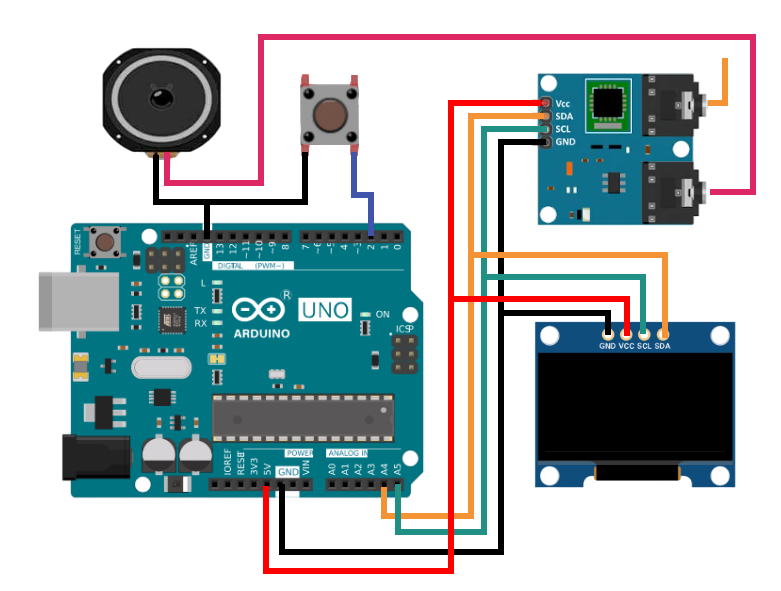 Vcc
SDA
SCL
GND
RESET
AREF
GND
13
12
~11
~10
~9
8
7
~6
~5
4
~3
2
1
0
DIGITAL (PWM~)
L
TX
RX
ARDUINO
UNO
R
ON
ICSP
GND VCC SCL SDA
POWER
ANALOG IN
IOREF
RESET
3V3
5V
GND
VIN
A0
A1
A2
A3
A4
A5